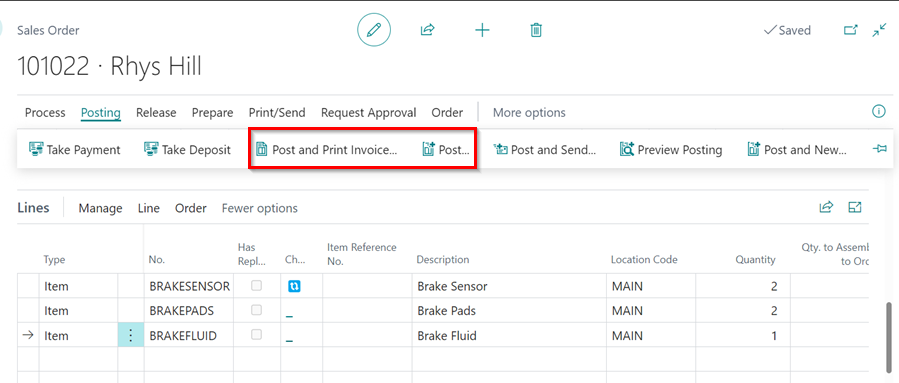 Sales Order
Saved
101022 · Rhys Hill
Process Posting Release Prepare Print/Send Request Approval Order More options
Take Payment Take Deposit Post and Print Invoice... Post... Post and Send... Preview Posting Post and New...
Lines Manage Line Order Fewer options
Type No. Has Repl... Ch... Item Reference No. Description Location Code Quantity Qty. to Assemb to Ord
Item BRAKESENSOR Brake Sensor MAIN 2
Item BRAKEPADS _ Brake Pads MAIN 2
Item BRAKEFLUID _ Brake Fluid MAIN 1